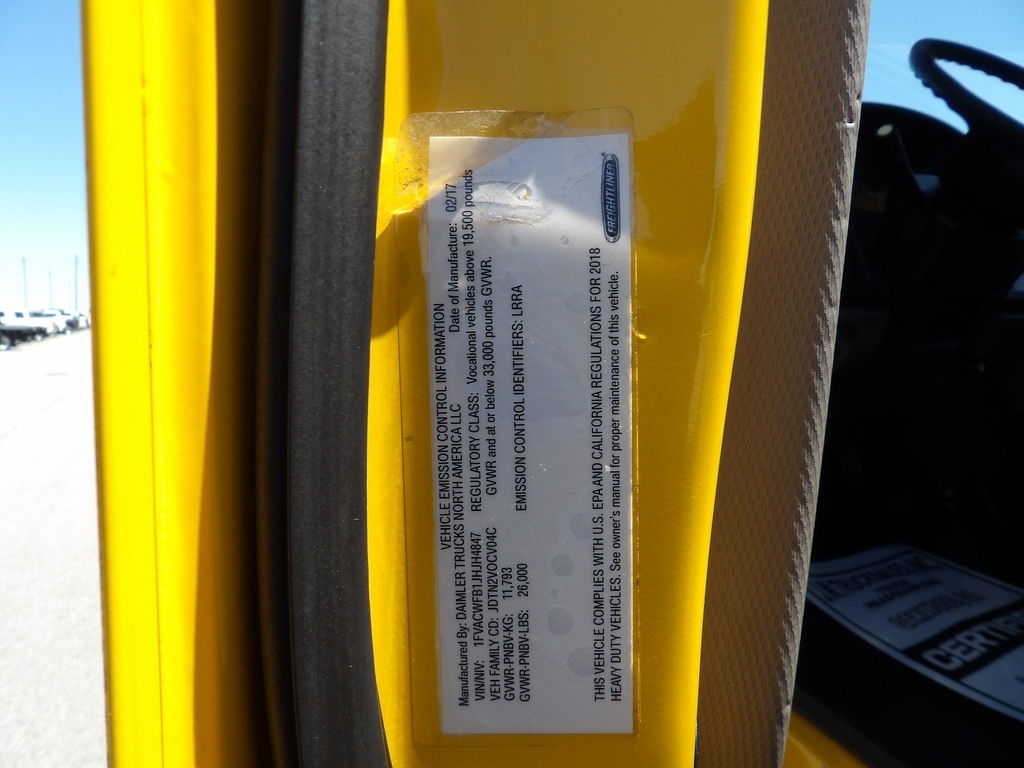 VEHICLE EMISSION CONTROL INFORMATION
Manufactured By: DAIMLER TRUCKS NORTH AMERICA LLC Date of Manufacture: 02/17
VIN/NIV: 1FVACWFB1JHJH4847 REGULATORY CLASS: Vocational vehicles above 19,500 pounds
VEH FAMILY CD: JDTN2VOCV04C GVWR and at or below 33,000 pounds GVWR.
GVWR-PNBV-KG: 11,793
GVWR-PNBV-LBS: 26,000 EMISSION CONTROL IDENTIFIERS: LRRA
THIS VEHICLE COMPLIES WITH U.S. EPA AND CALIFORNIA REGULATIONS FOR 2018
HEAVY DUTY VEHICLES. See owner's manual for proper maintenance of this vehicle.
FREIGHTLINER